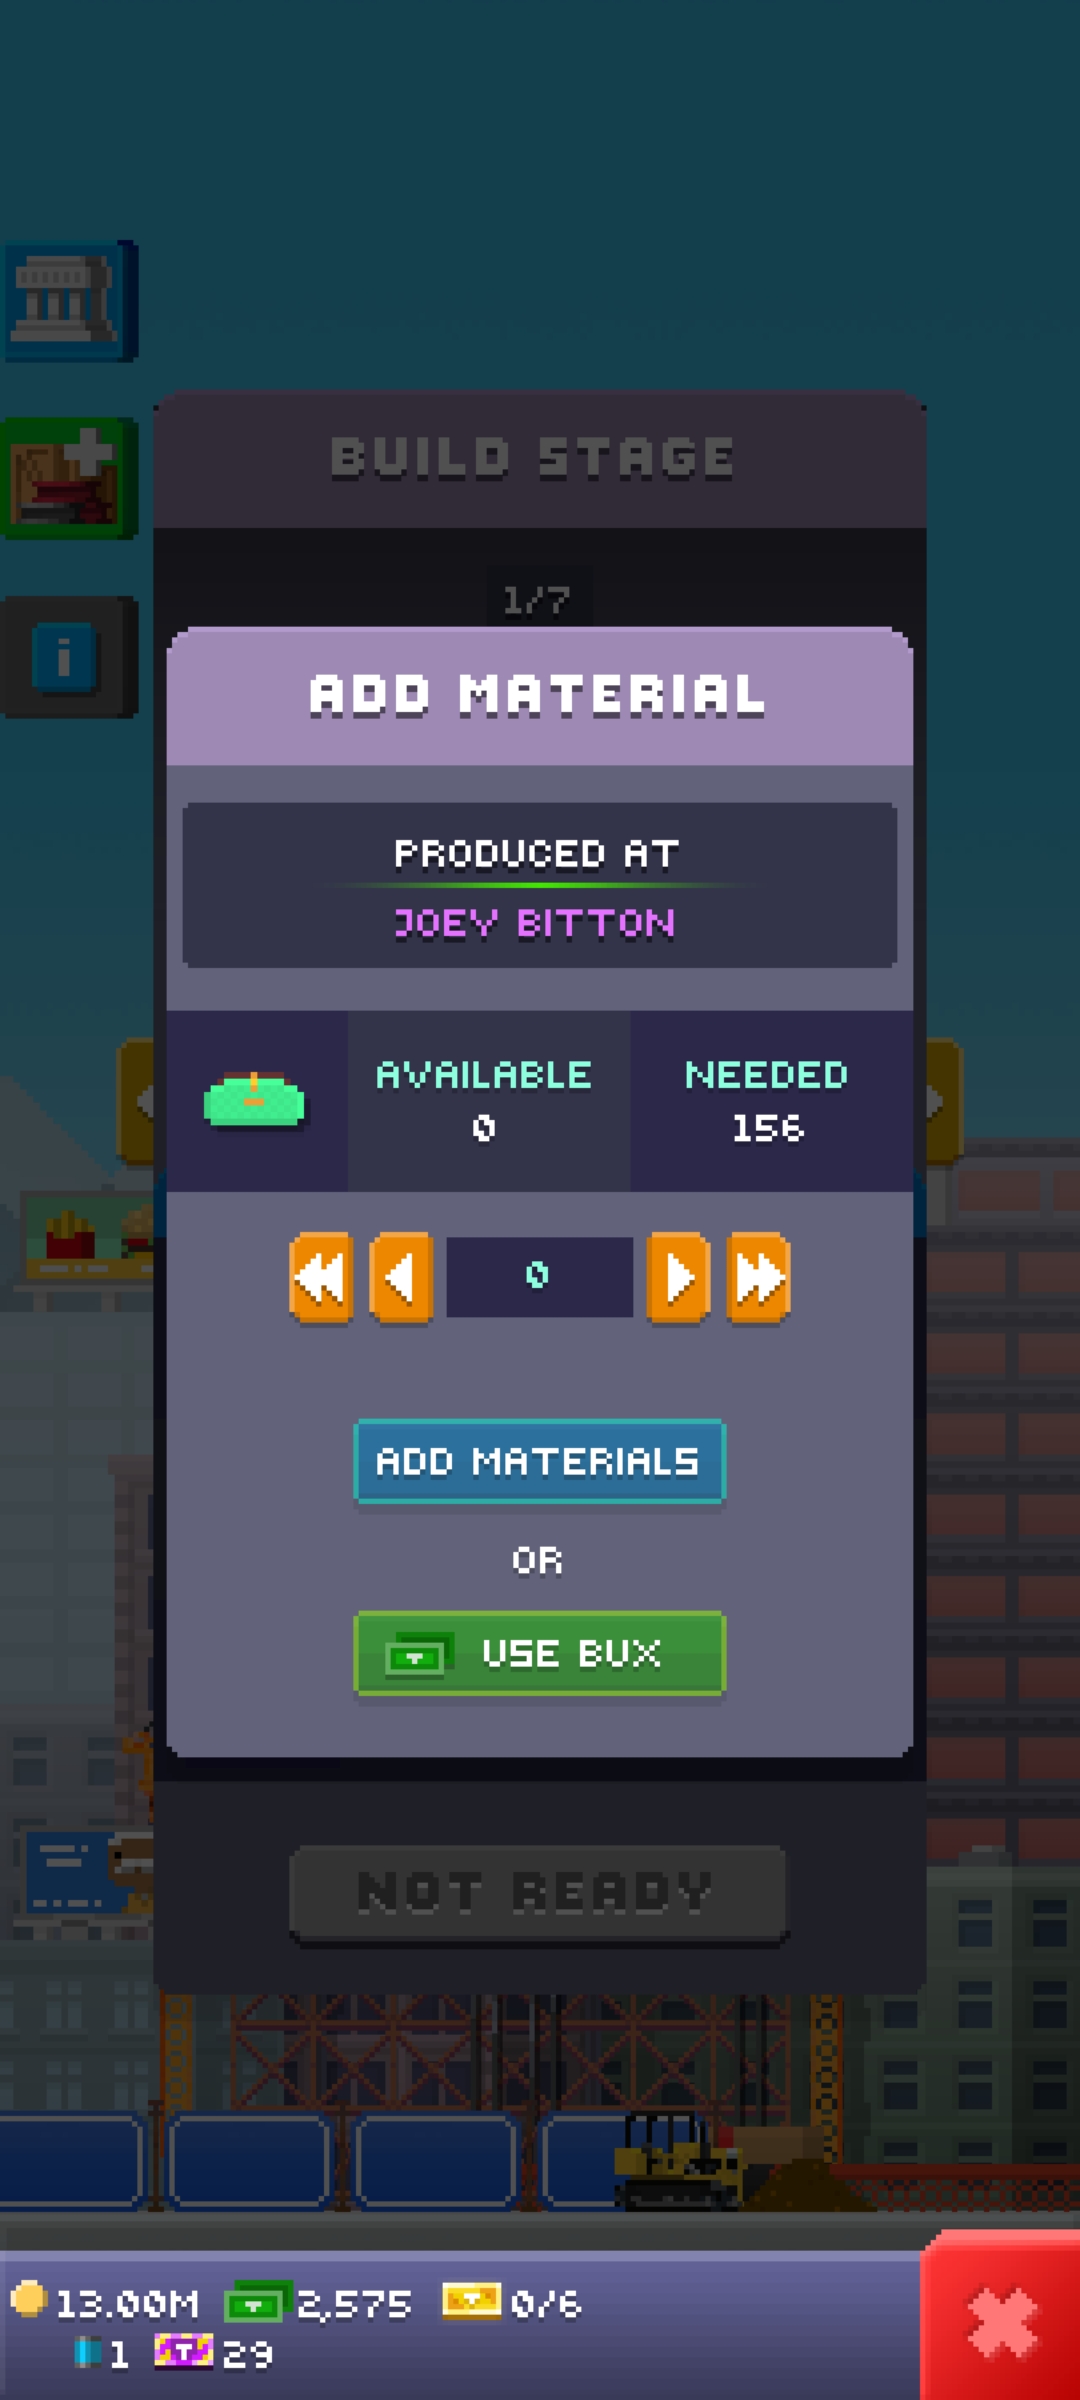 BUILD STAGE
1/7
ADD MATERIAL
PRODUCED AT
JOEY BITTON
AVAILABLE
0
NEEDED
156
0
ADD MATERIALS
OR
USE BUX
NOT READY
13.00M 2,575 0/6
1 29